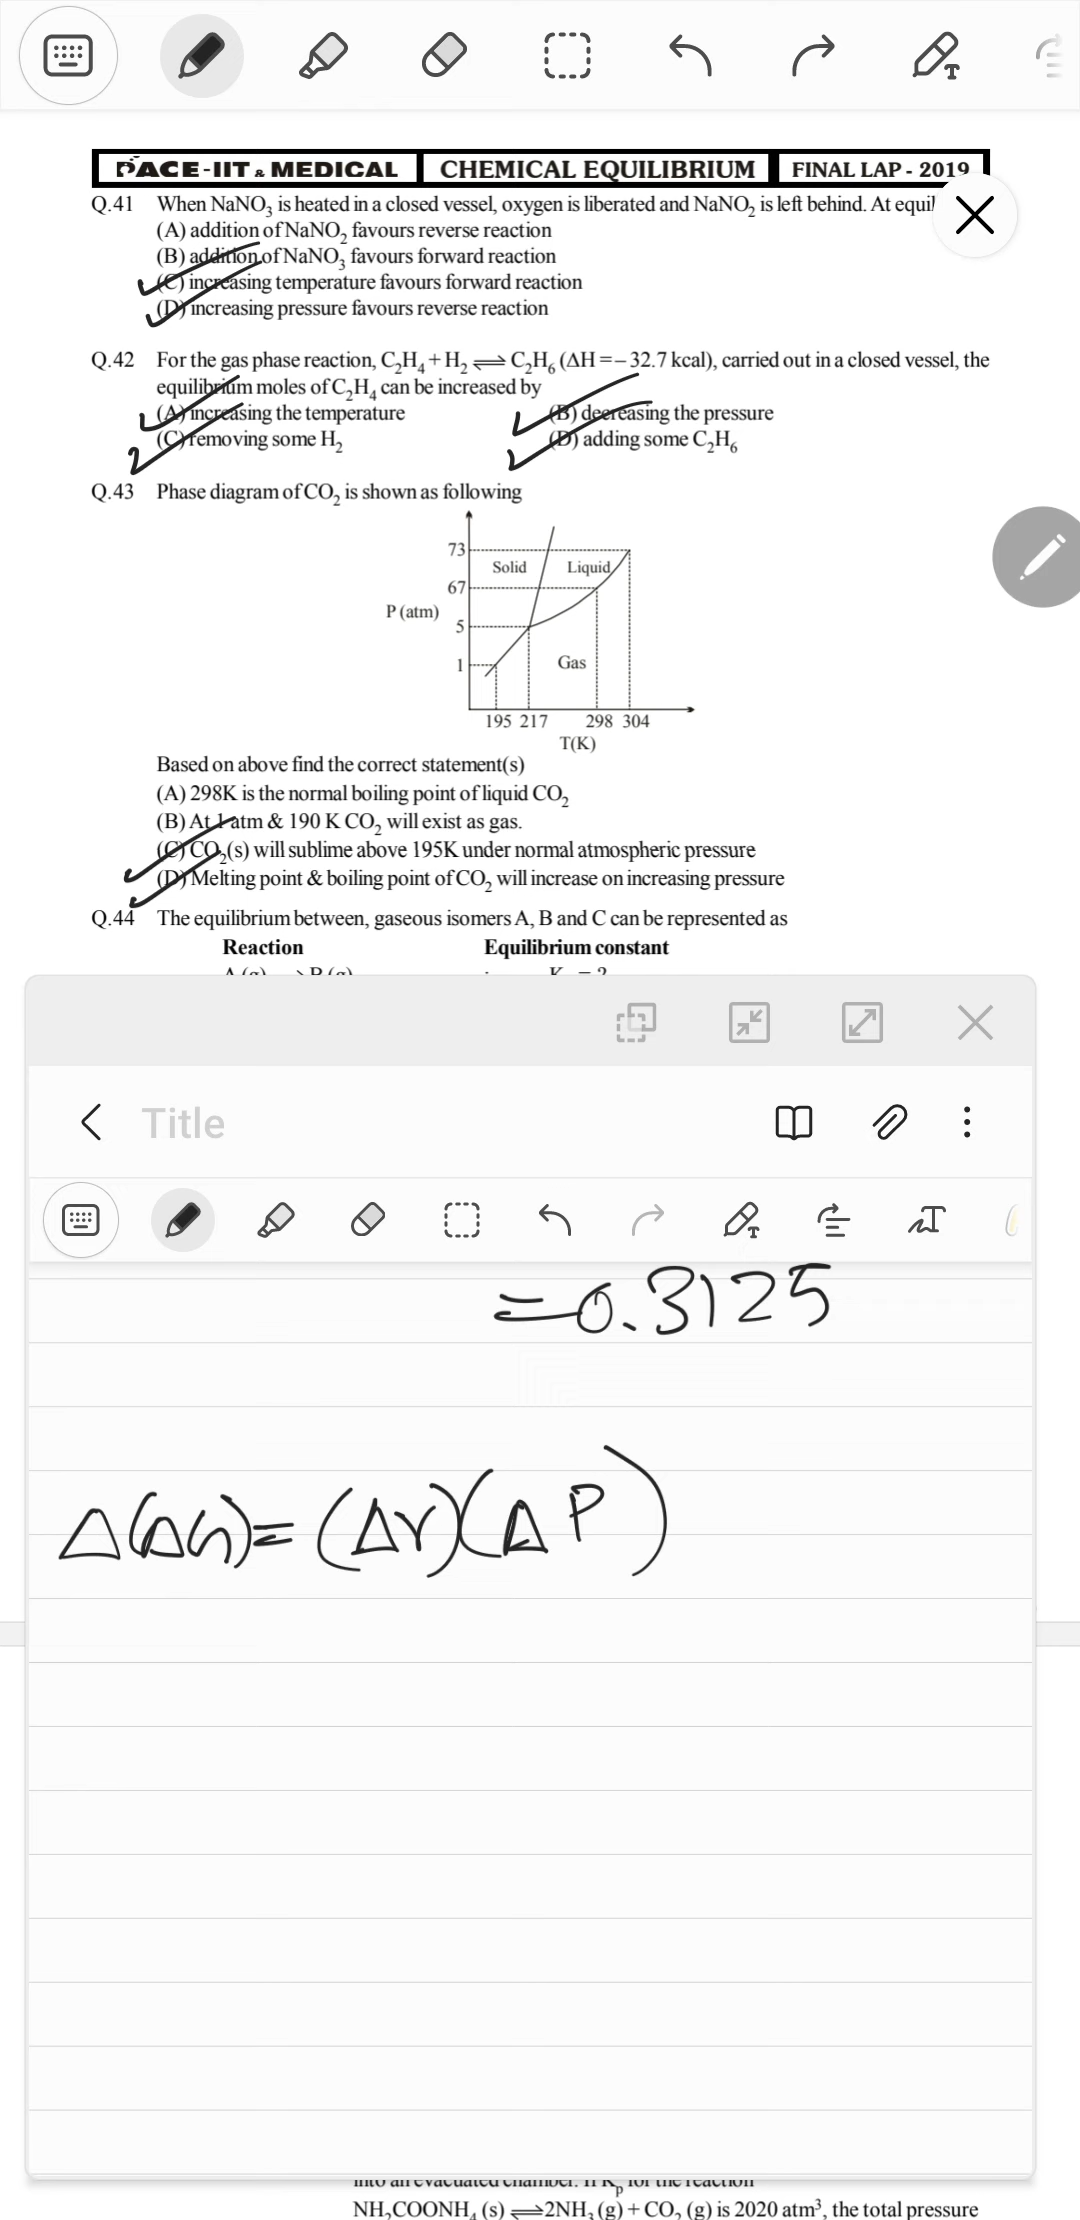 PACE-IIT & MEDICAL CHEMICAL EQUILIBRIUM FINAL LAP - 2019
Q.41 When NaNO₃ is heated in a closed vessel, oxygen is liberated and NaNO₂ is left behind. At equil
(A) addition of NaNO₂ favours reverse reaction
(B) addition of NaNO₃ favours forward reaction
(C) increasing temperature favours forward reaction
(D) increasing pressure favours reverse reaction
Q.42 For the gas phase reaction, C₂H₄ + H₂ ⇌ C₂H₆ (ΔH = – 32.7 kcal), carried out in a closed vessel, the
equilibrium moles of C₂H₄ can be increased by
(A) increasing the temperature (B) decreasing the pressure
(C) removing some H₂ (D) adding some C₂H₆
Q.43 Phase diagram of CO₂ is shown as following
73
Solid Liquid
67
P (atm)
5
1 Gas
195 217 298 304
T(K)
Based on above find the correct statement(s)
(A) 298K is the normal boiling point of liquid CO₂
(B) At 1 atm & 190 K CO₂ will exist as gas.
(C) CO₂(s) will sublime above 195K under normal atmospheric pressure
(D) Melting point & boiling point of CO₂ will increase on increasing pressure
Q.44 The equilibrium between, gaseous isomers A, B and C can be represented as
Reaction Equilibrium constant
Title
=0.3125
Δ(ΔG)=(ΔV)(ΔP)
into an evacuated chamber. If Kₚ for the reaction
NH₂COONH₄ (s) ⇌ 2NH₃ (g) + CO₂ (g) is 2020 atm³, the total pressure